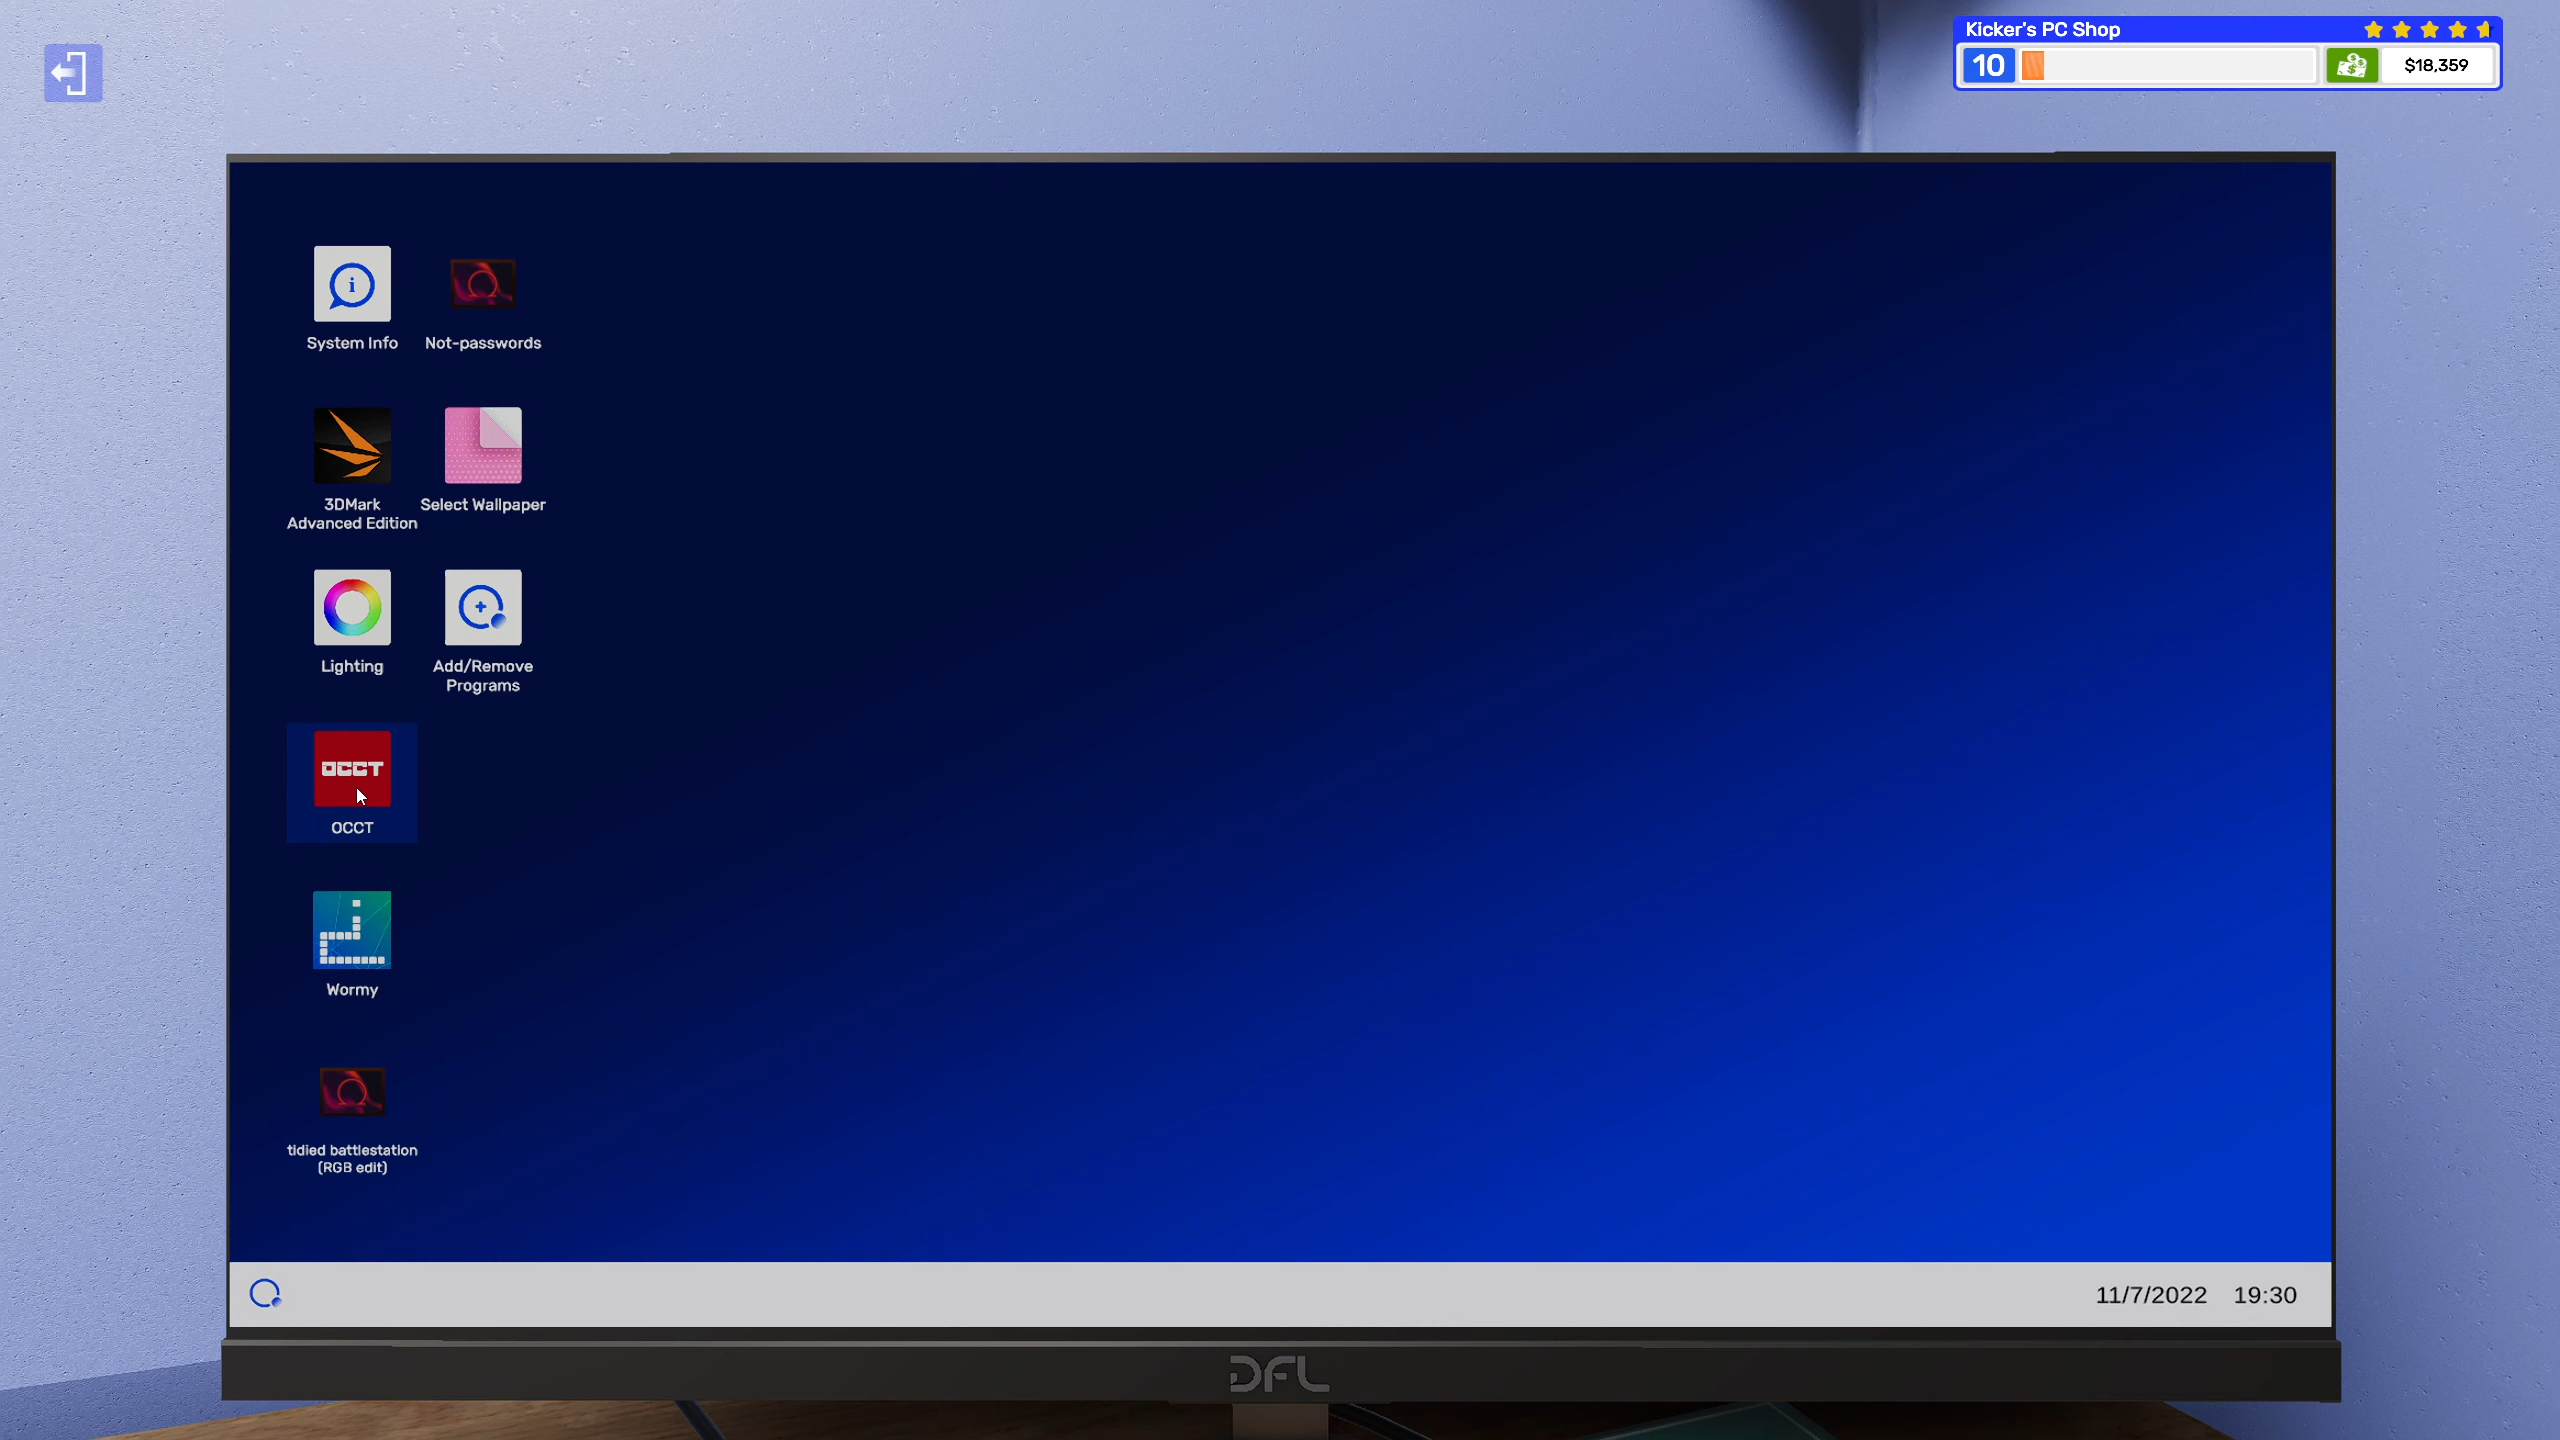 Kicker's PC Shop
10
$18,359
System Info
Not-passwords
3DMark
Advanced Edition
Select Wallpaper
Lighting
Add/Remove
Programs
OCCT
OCCT
Wormy
tidied battlestation
(RGB edit)
11/7/2022 19:30
DFL